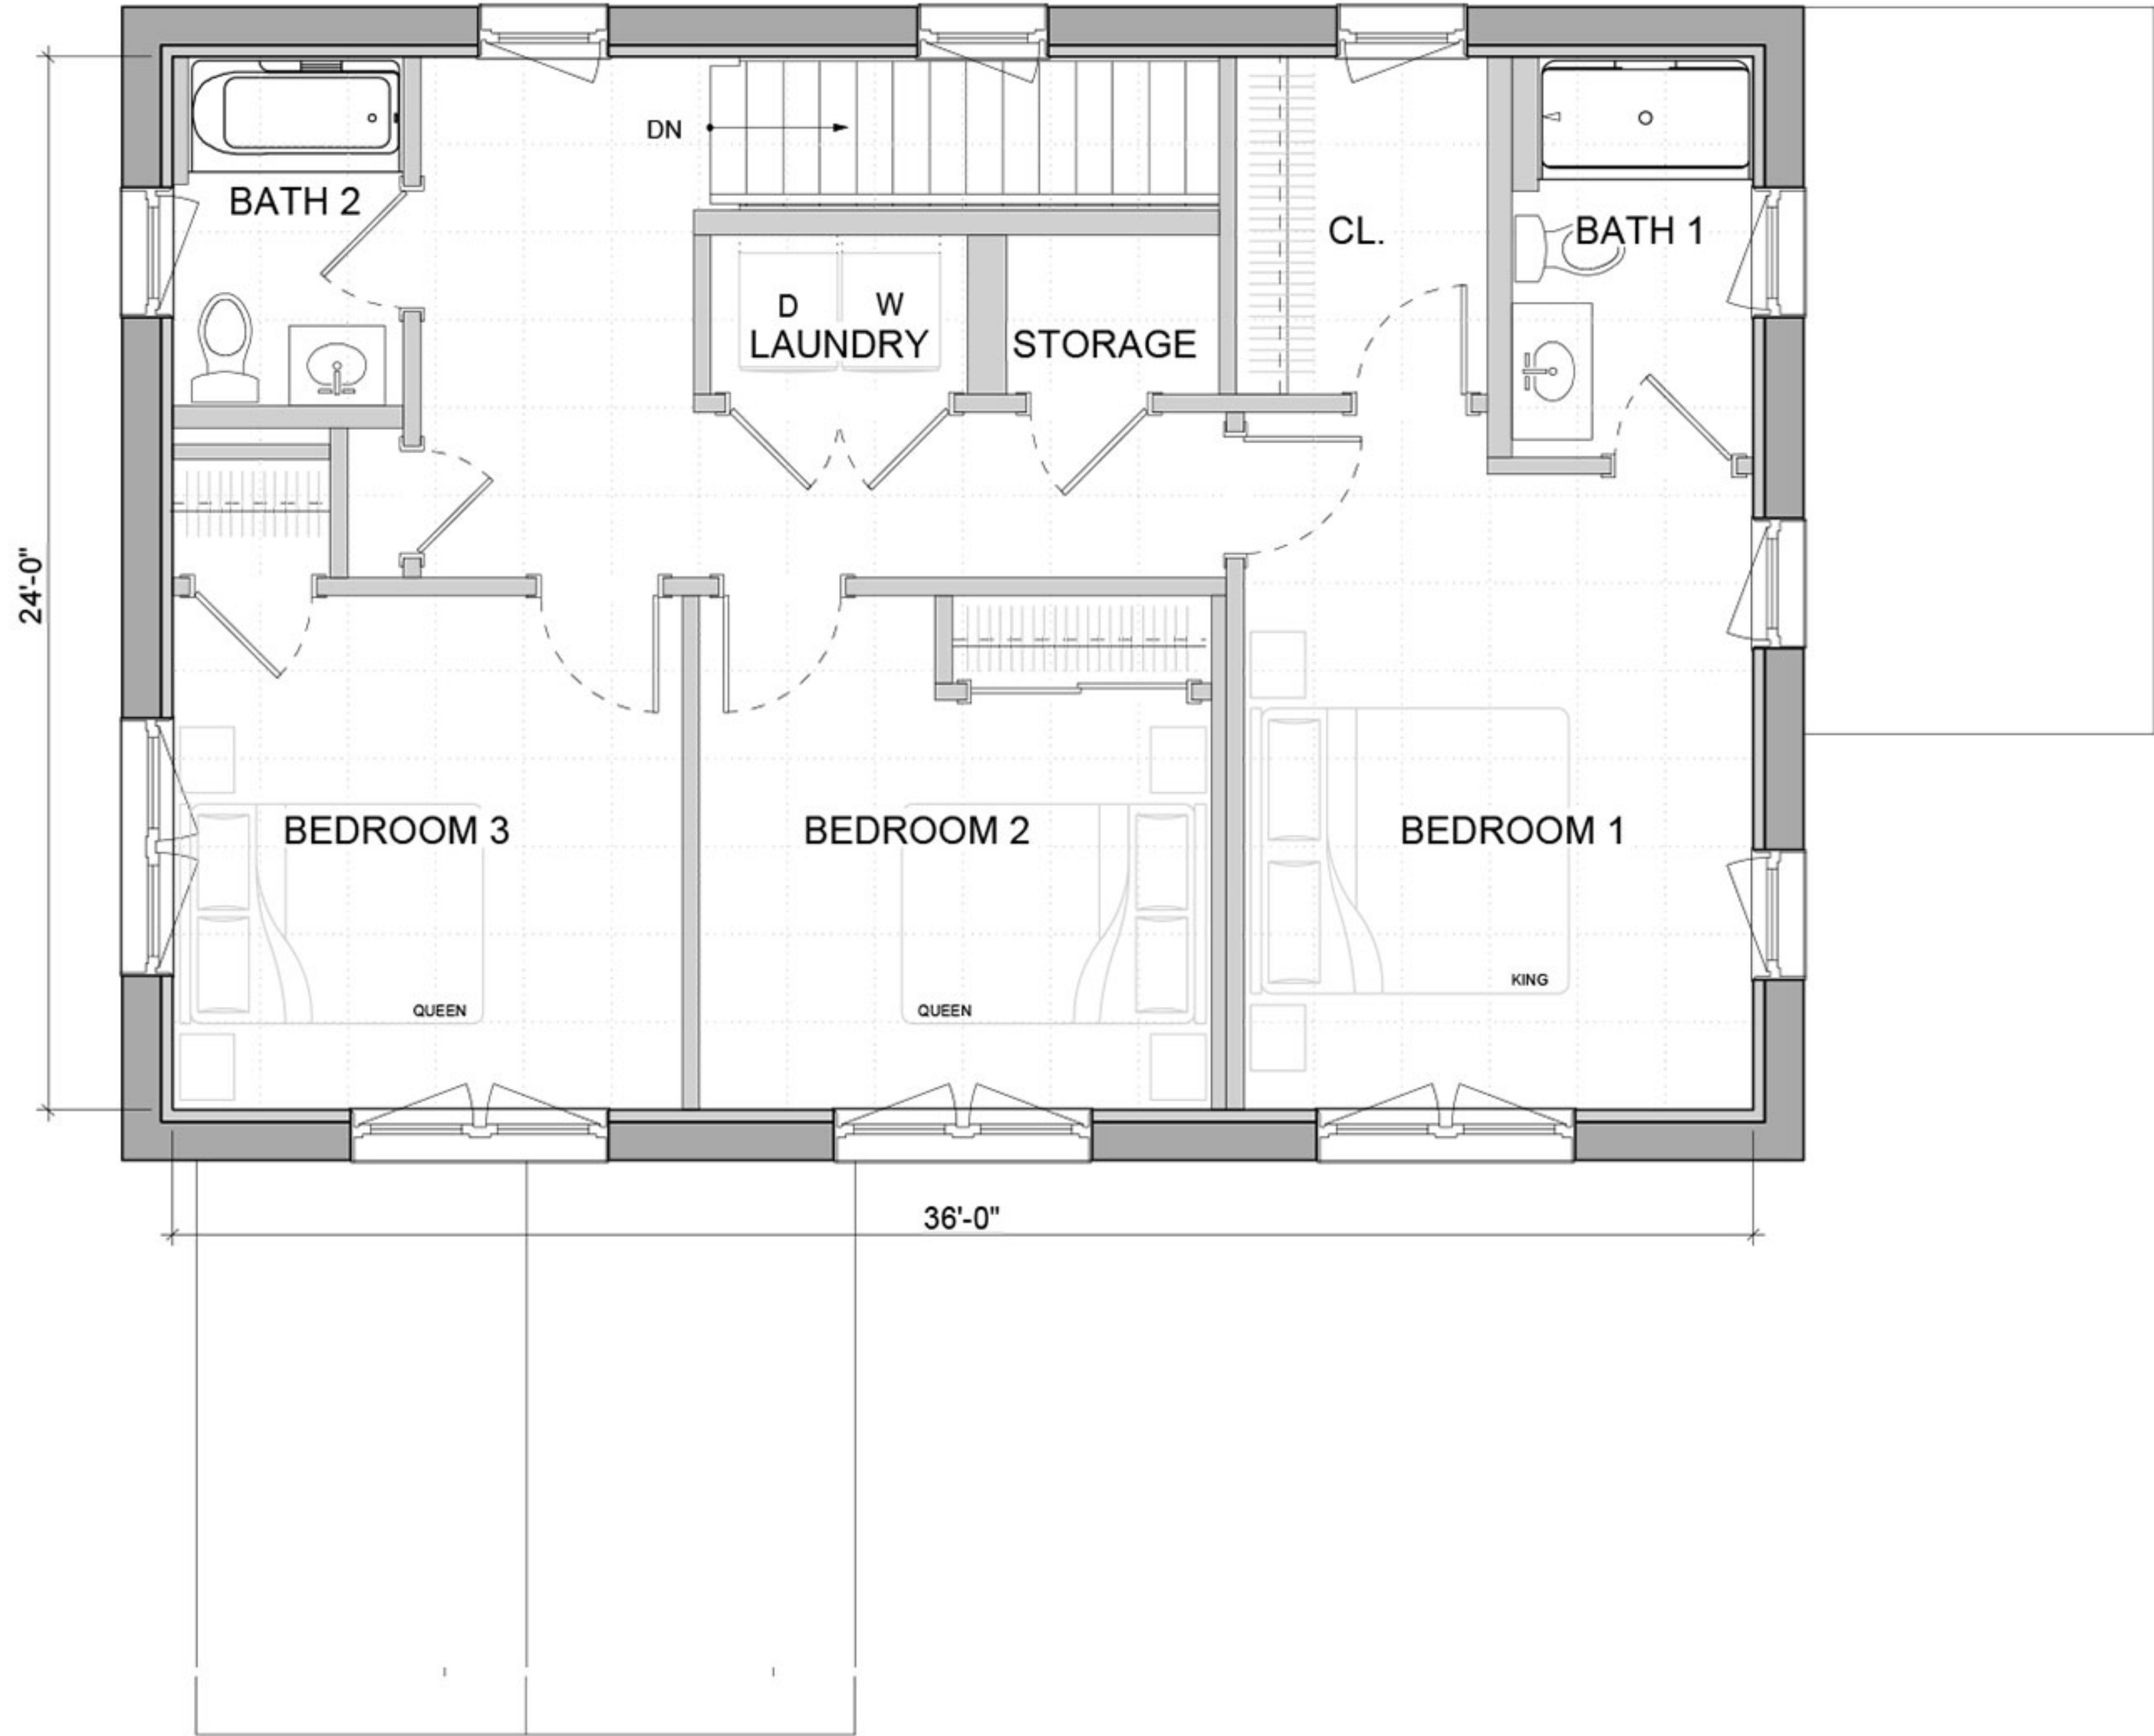 DN
BATH 2
CL.
BATH 1
D
W
LAUNDRY
STORAGE
24'-0"
BEDROOM 3
BEDROOM 2
BEDROOM 1
KING
QUEEN
QUEEN
36'-0"